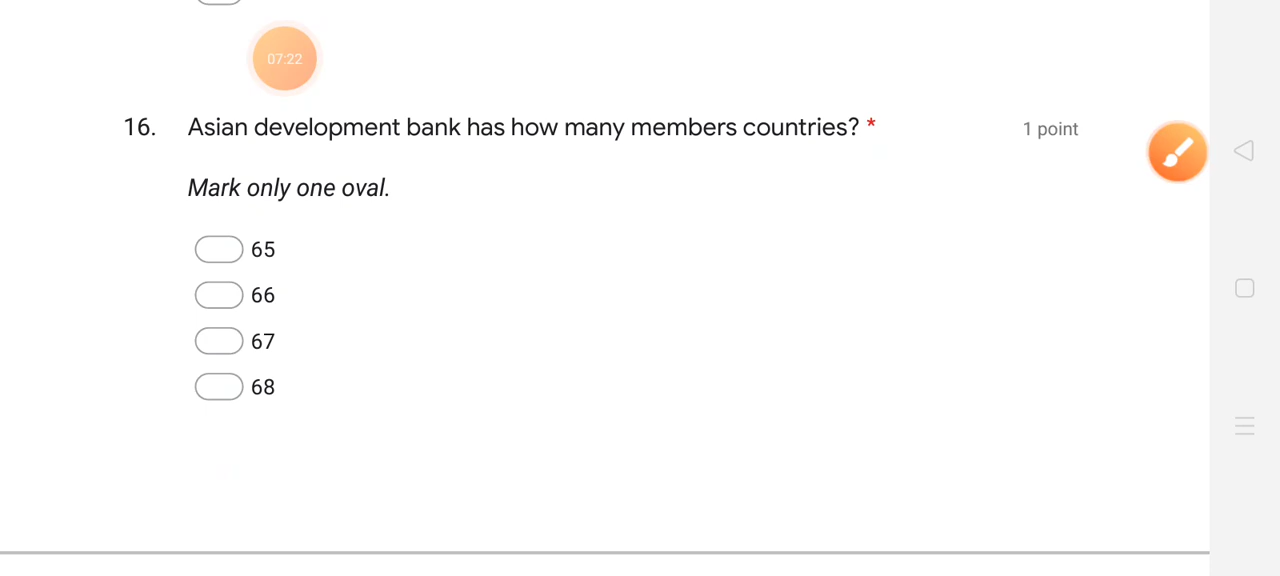 07:22
16. Asian development bank has how many members countries? * 1 point
Mark only one oval.
65
66
67
68